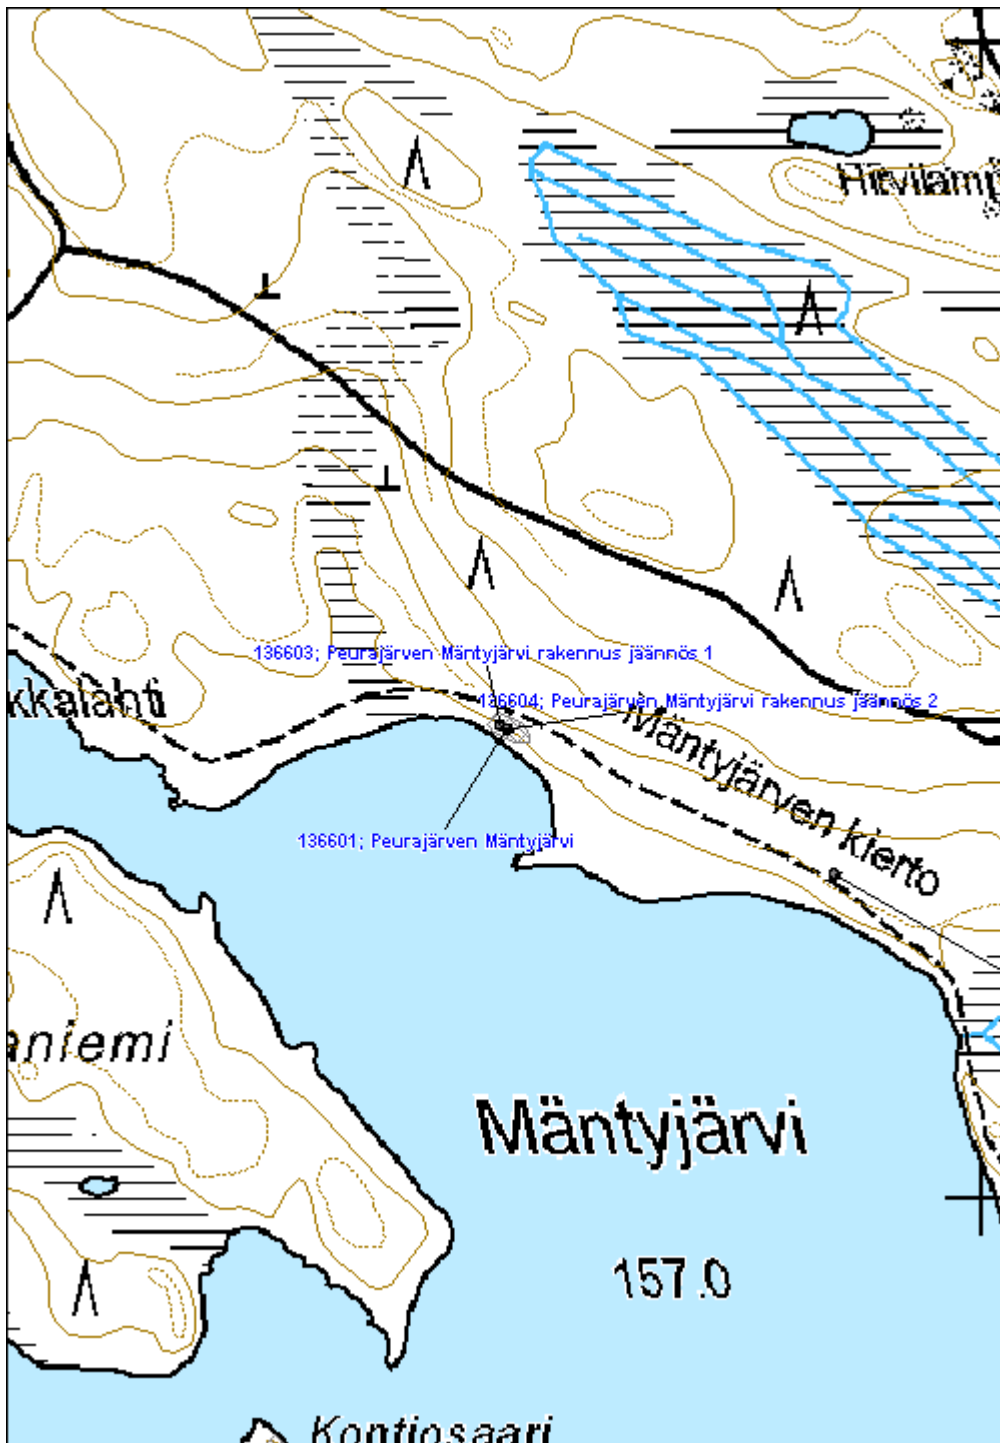 Hirvilampi
136603; Peurajärven Mäntyjärvi rakennus jäännös 1
136604; Peurajärven Mäntyjärvi rakennus jäännös 2
kkalahti
Mäntyjärven kierto
136601; Peurajärven Mäntyjärvi
aniemi
Mäntyjärvi
157.0
Kontiosaari